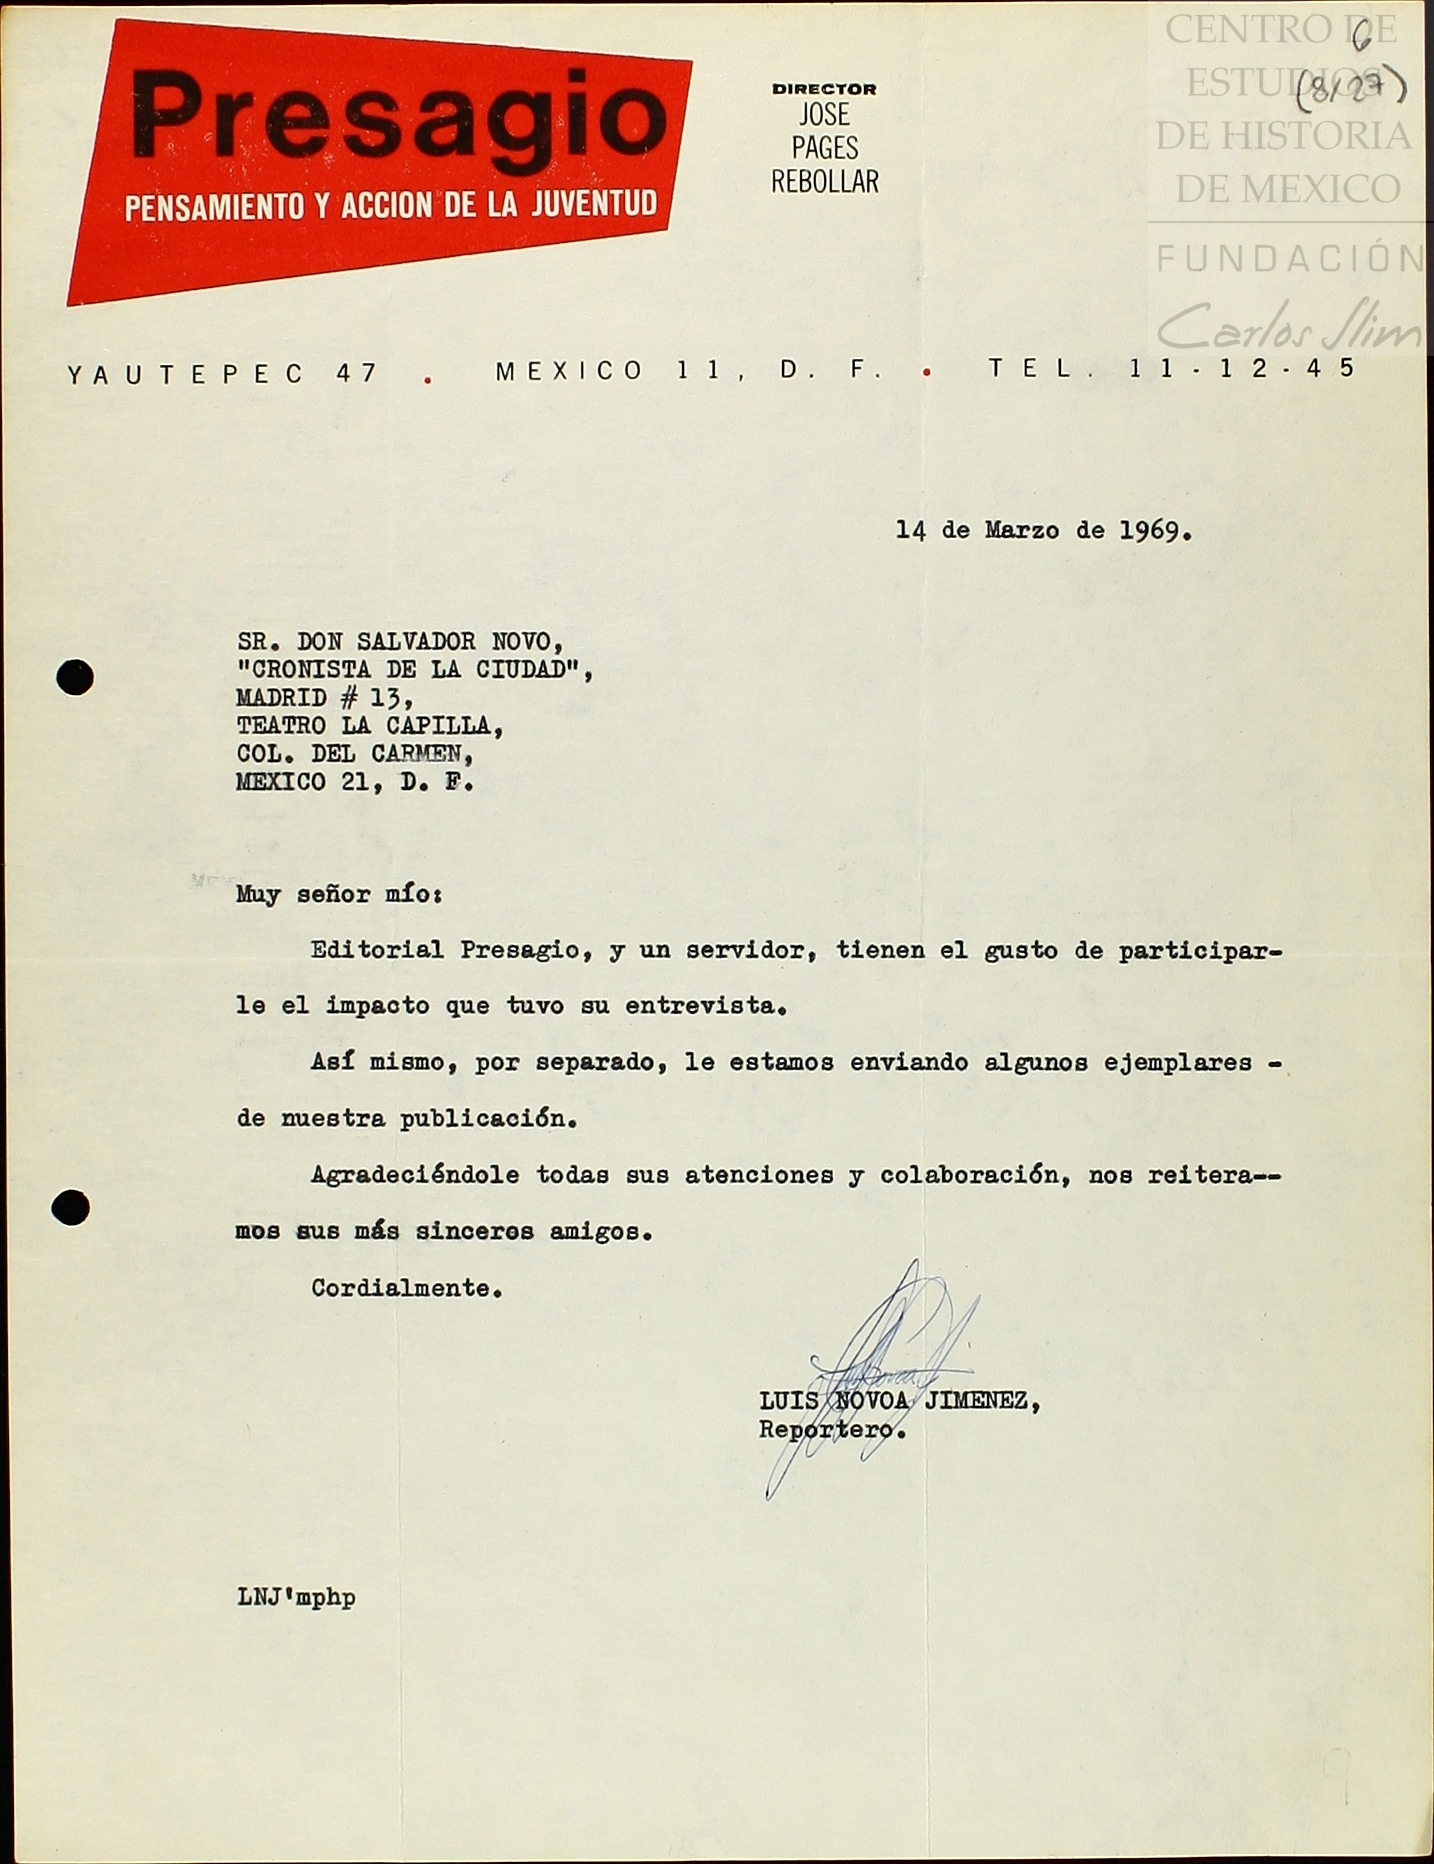 Presagio
PENSAMIENTO Y ACCION DE LA JUVENTUD
DIRECTOR
JOSE
PAGES
REBOLLAR
CENTRO DE
ESTUDIOS
DE HISTORIA
DE MEXICO
FUNDACIÓN
Carlos Slim
6
(8/27)
YAUTEPEC 47 . MEXICO 11, D. F. . TEL. 11-12-45
14 de Marzo de 1969.
SR. DON SALVADOR NOVO,
"CRONISTA DE LA CIUDAD",
MADRID # 13,
TEATRO LA CAPILLA,
COL. DEL CARMEN,
MEXICO 21, D. F.
Muy señor mío:
Editorial Presagio, y un servidor, tienen el gusto de participar-
le el impacto que tuvo su entrevista.
Así mismo, por separado, le estamos enviando algunos ejemplares -
de nuestra publicación.
Agradeciéndole todas sus atenciones y colaboración, nos reitera--
mos sus más sinceros amigos.
Cordialmente.
LUIS NOVOA JIMENEZ,
Reportero.
LNJ'mphp
9